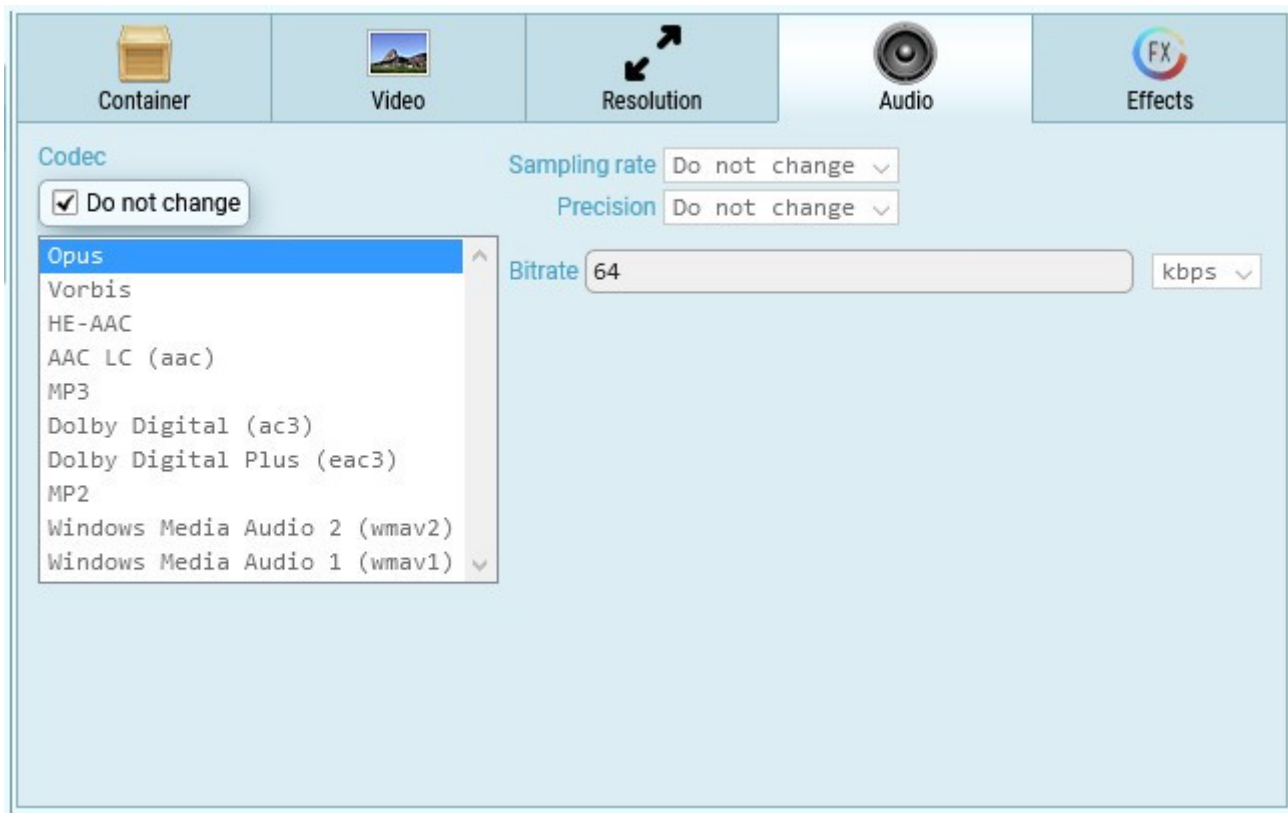 Container
Video
Resolution
Audio
FX
Effects
Codec
Do not change
Opus
Vorbis
HE-AAC
AAC LC (aac)
MP3
Dolby Digital (ac3)
Dolby Digital Plus (eac3)
MP2
Windows Media Audio 2 (wmav2)
Windows Media Audio 1 (wmav1)
Sampling rate Do not change
Precision Do not change
Bitrate 64 kbps